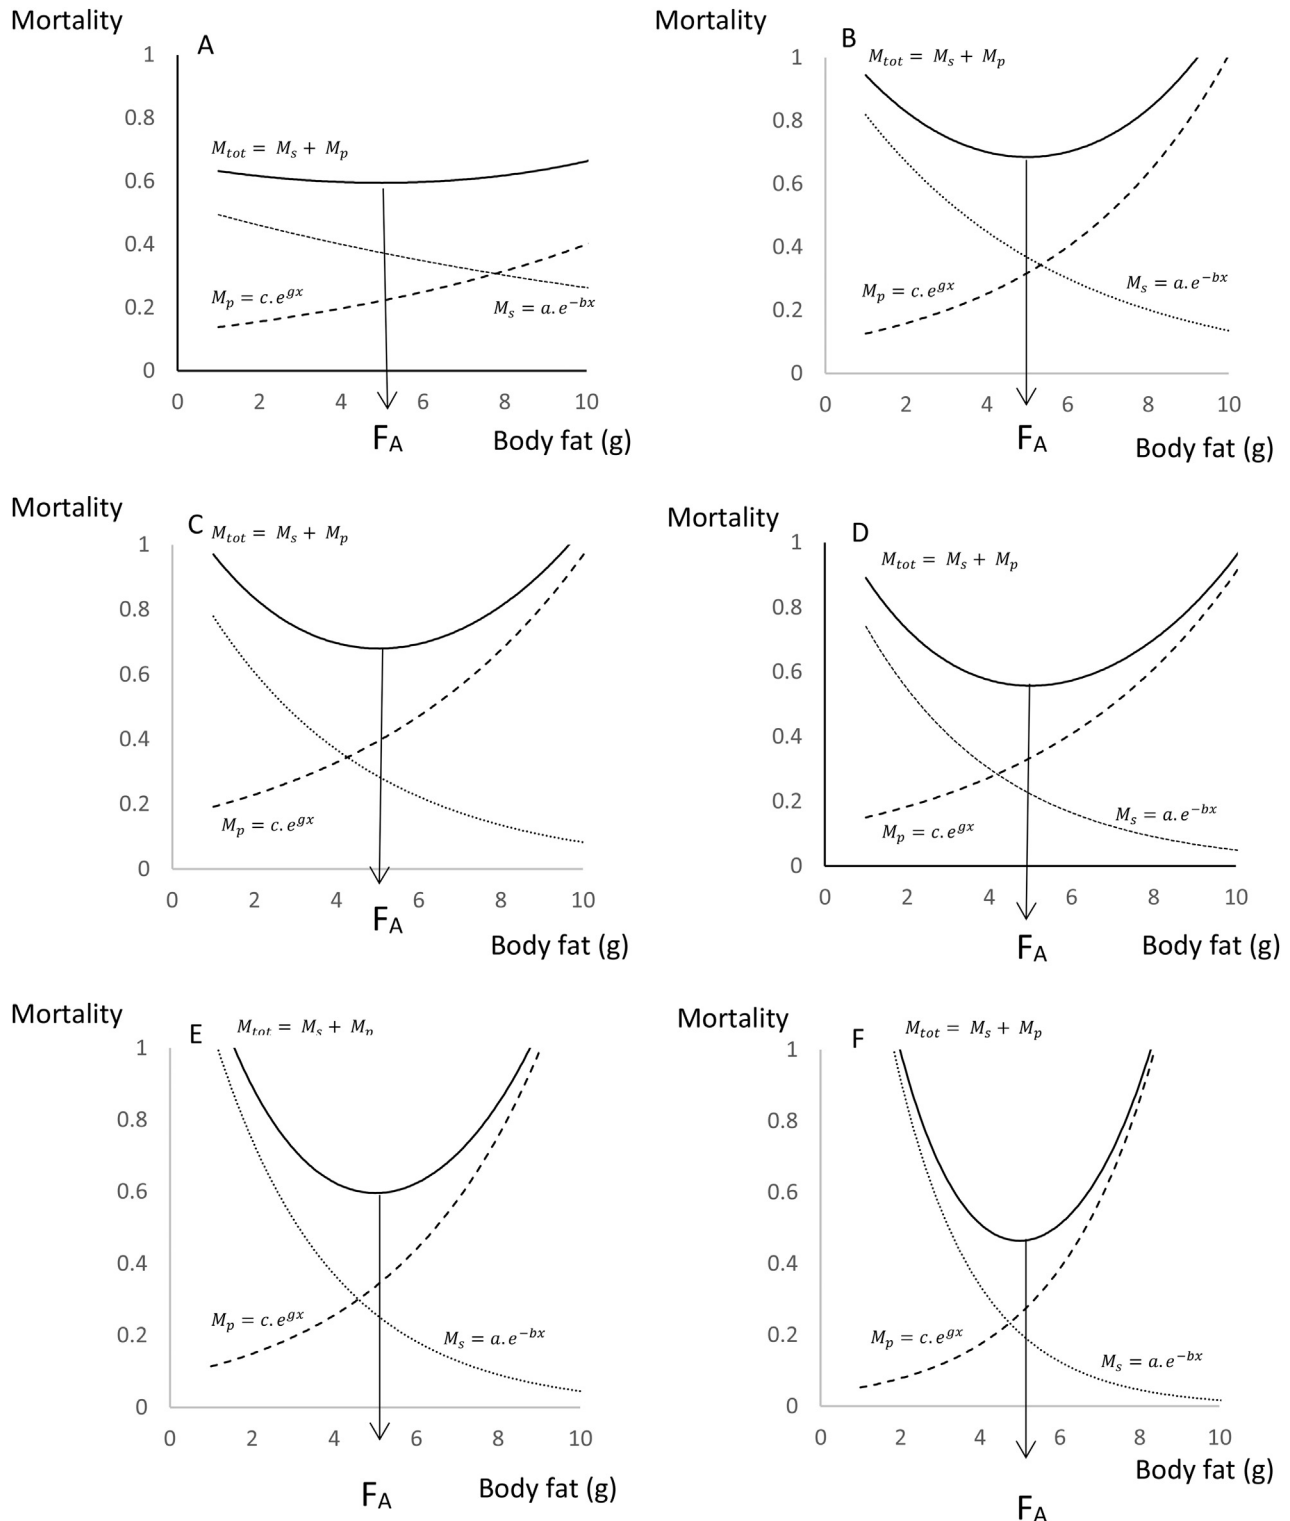 Mortality
A
1
0.8
M_tot = M_s + M_p
0.6
0.4
M_p = c.e^gx
M_s = a.e^-bx
0.2
0
0 2 4 6 8 10
F_A
Body fat (g)
Mortality
B
M_tot = M_s + M_p
1
0.8
0.6
0.4
M_p = c.e^gx
M_s = a.e^-bx
0.2
0
0 2 4 6 8 10
F_A
Body fat (g)
Mortality
C
M_tot = M_s + M_p
1
0.8
0.6
0.4
0.2
M_p = c.e^gx
0
0 2 4 6 8 10
F_A
Body fat (g)
Mortality
D
1
M_tot = M_s + M_p
0.8
0.6
0.4
0.2
M_s = a.e^-bx
M_p = c.e^gx
0
0 2 4 6 8 10
F_A
Body fat (g)
Mortality
E
M_tot = M_s + M_p
1
0.8
0.6
0.4
M_p = c.e^gx
0.2
M_s = a.e^-bx
0
0 2 4 6 8 10
F_A
Body fat (g)
Mortality
F
M_tot = M_s + M_p
1
0.8
0.6
0.4
0.2
M_p = c.e^gx
M_s = a.e^-bx
0
0 2 4 6 8 10
Body fat (g)
F_A